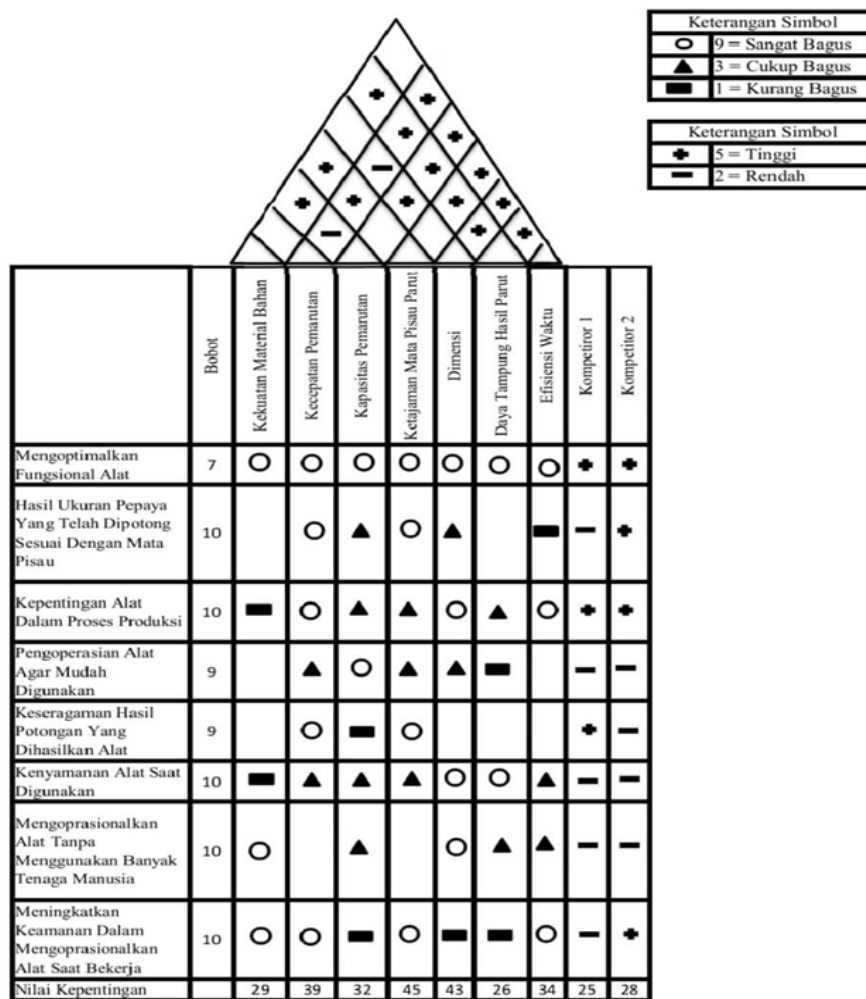 Keterangan Simbol
9 = Sangat Bagus
3 = Cukup Bagus
1 = Kurang Bagus
Keterangan Simbol
5 = Tinggi
2 = Rendah
Bobot
Kekuatan Material Bahan
Kecepatan Pemarutan
Kapasitas Pemarutan
Ketajaman Mata Pisau Parut
Dimensi
Daya Tampung Hasil Parut
Efisiensi Waktu
Kompetiror 1
Kompetitor 2
Mengoptimalkan
Fungsional Alat
7
Hasil Ukuran Pepaya
Yang Telah Dipotong
Sesuai Dengan Mata
Pisau
10
Kepentingan Alat
Dalam Proses Produksi
10
Pengoperasian Alat
Agar Mudah
Digunakan
9
Keseragaman Hasil
Potongan Yang
Dihasilkan Alat
9
Kenyamanan Alat Saat
Digunakan
10
Mengoprasionalkan
Alat Tanpa
Menggunakan Banyak
Tenaga Manusia
10
Meningkatkan
Keamanan Dalam
Mengoprasionalkan
Alat Saat Bekerja
10
Nilai Kepentingan 29 39 32 45 43 26 34 25 28